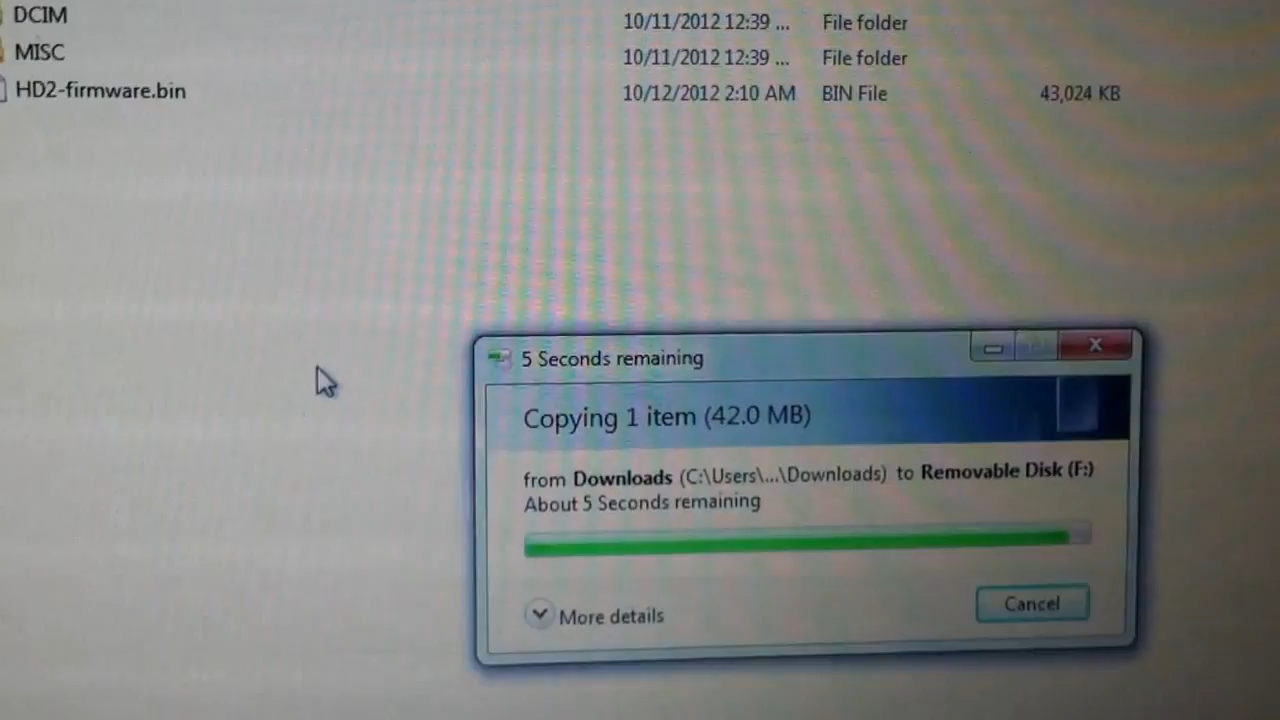 DCIM 10/11/2012 12:39 ... File folder
MISC 10/11/2012 12:39 ... File folder
HD2-firmware.bin 10/12/2012 2:10 AM BIN File 43,024 KB
5 Seconds remaining
Copying 1 item (42.0 MB)
from Downloads (C:\Users\...\Downloads) to Removable Disk (F:)
About 5 Seconds remaining
More details Cancel